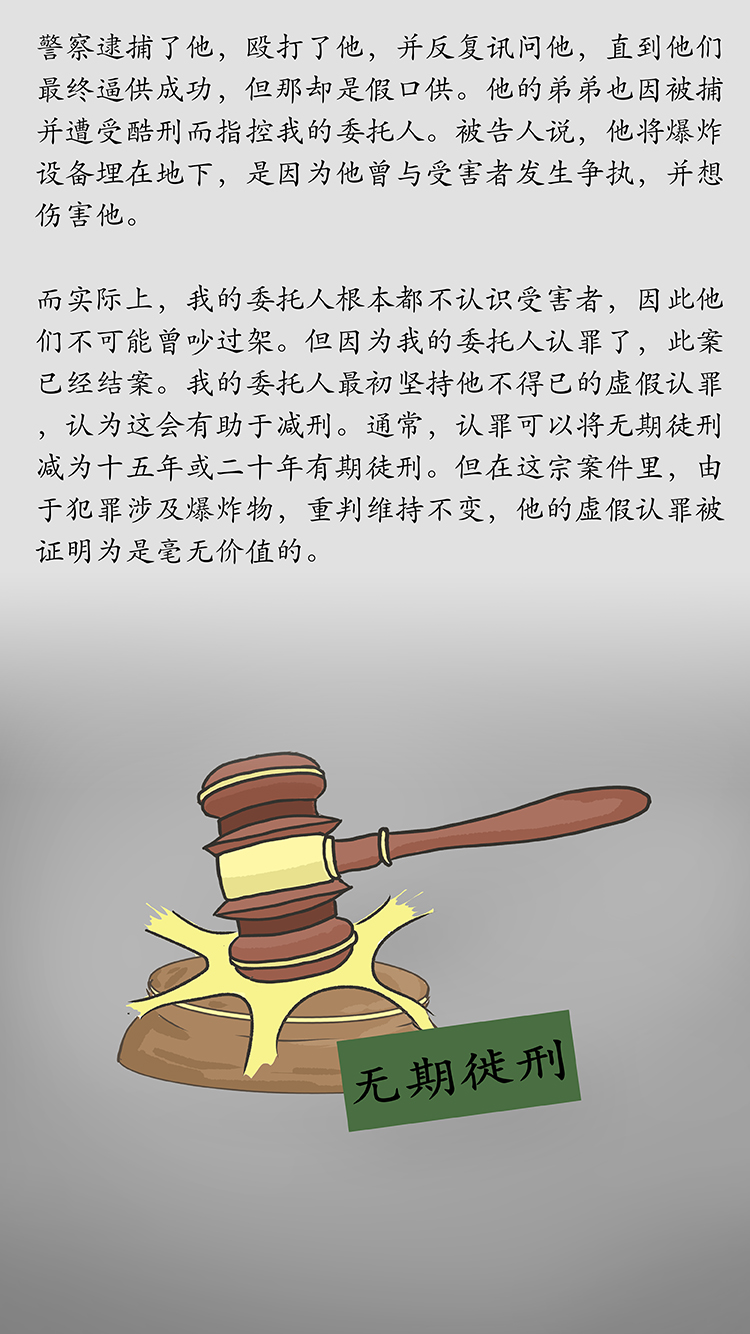 警察逮捕了他，殴打了他，并反复讯问他，直到他们
最终逼供成功，但那却是假口供。他的弟弟也因被捕
并遭受酷刑而指控我的委托人。被告人说，他将爆炸
设备埋在地下，是因为他曾与受害者发生争执，并想
伤害他。
而实际上，我的委托人根本都不认识受害者，因此他
们不可能曾吵过架。但因为我的委托人认罪了，此案
已经结案。我的委托人最初坚持他不得已的虚假认罪
，认为这会有助于减刑。通常，认罪可以将无期徒刑
减为十五年或二十年有期徒刑。但在这宗案件里，由
于犯罪涉及爆炸物，重判维持不变，他的虚假认罪被
证明为是毫无价值的。
无期徒刑